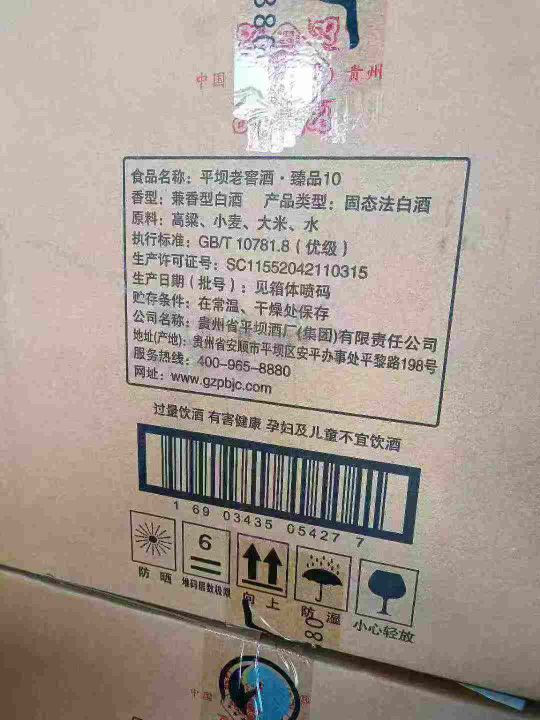 中国 贵州
食品名称：平坝老窖酒·臻品10
香型：兼香型白酒 产品类型：固态法白酒
原料：高粱、小麦、大米、水
执行标准：GB/T 10781.8（优级）
生产许可证号：SC11552042110315
生产日期（批号）：见箱体喷码
贮存条件：在常温、干燥处保存
公司名称：贵州省平坝酒厂(集团)有限责任公司
地址(产地)：贵州省安顺市平坝区安平办事处平黎路198号
服务热线：400-965-8880
网址：www.gzpbjc.com
过量饮酒 有害健康 孕妇及儿童不宜饮酒
1 69 03435 05427 7
6
防 晒 堆码层数极限 向 上 防 湿 小心轻放
中国